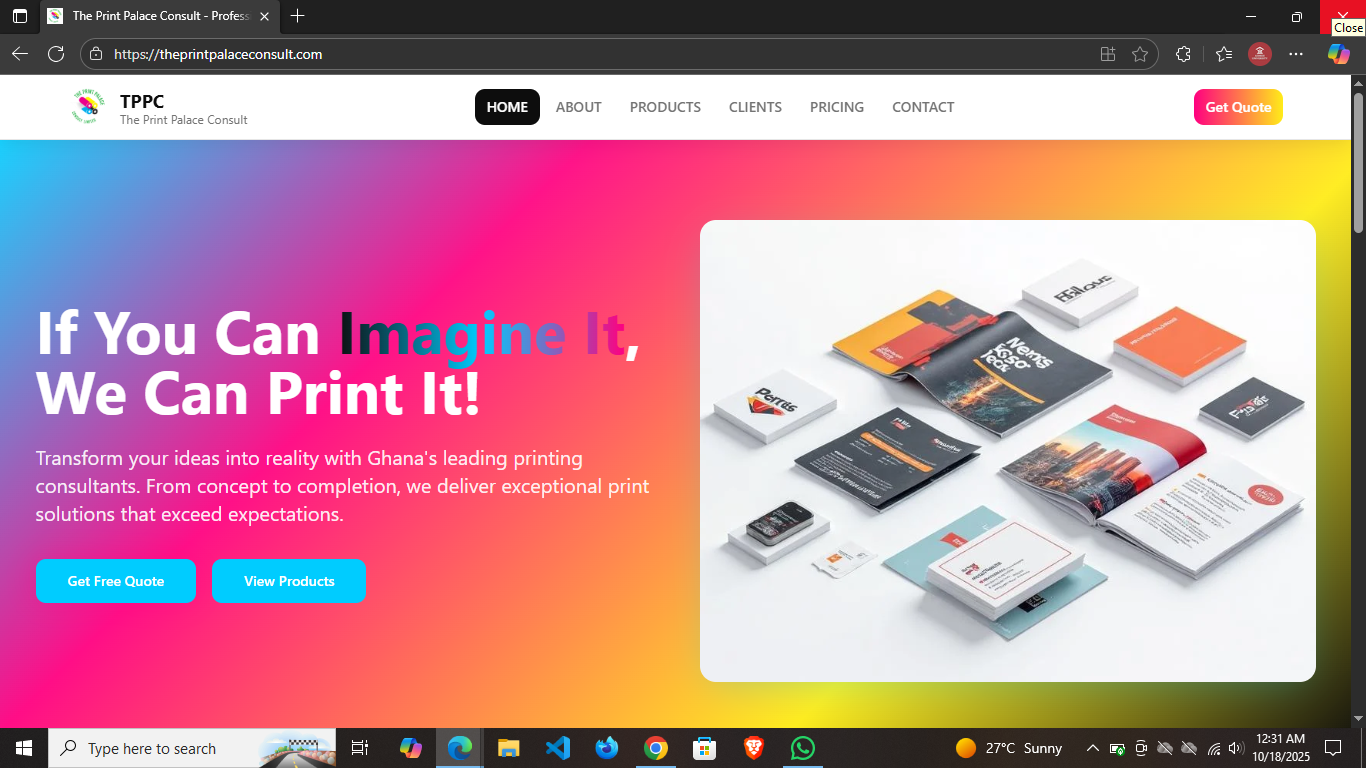 The Print Palace Consult - Profess
Close
https://theprintpalaceconsult.com
TPPC
The Print Palace Consult
HOME
ABOUT
PRODUCTS
CLIENTS
PRICING
CONTACT
Get Quote
If You Can Imagine It,
We Can Print It!
Transform your ideas into reality with Ghana's leading printing
consultants. From concept to completion, we deliver exceptional print
solutions that exceed expectations.
Get Free Quote
View Products
Type here to search
27°C Sunny
12:31 AM
10/18/2025